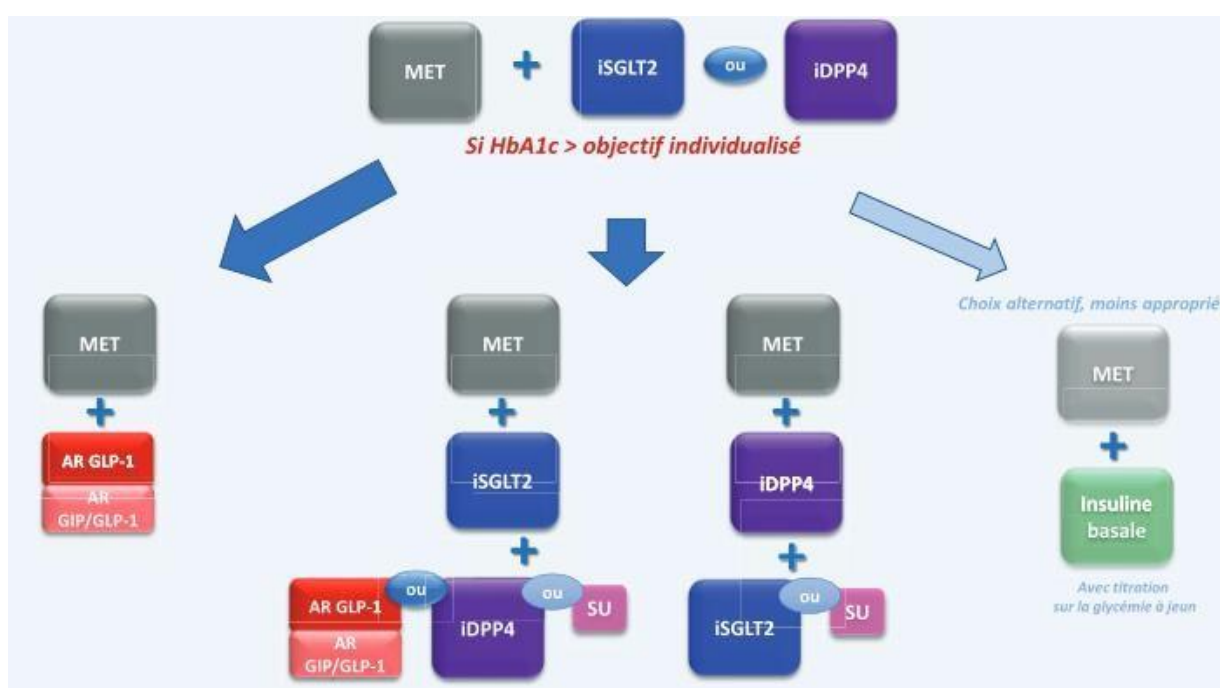 MET + iSGLT2 ou iDPP4
Si HbA1c > objectif individualisé
Choix alternatif, moins approprié
MET
+
AR GLP-1
AR
GIP/GLP-1
MET
+
iSGLT2
+
AR GLP-1
AR
GIP/GLP-1
ou
iDPP4
ou
SU
MET
+
iDPP4
+
iSGLT2
ou
SU
MET
+
Insuline
basale
Avec titration
sur la glycémie à jeun